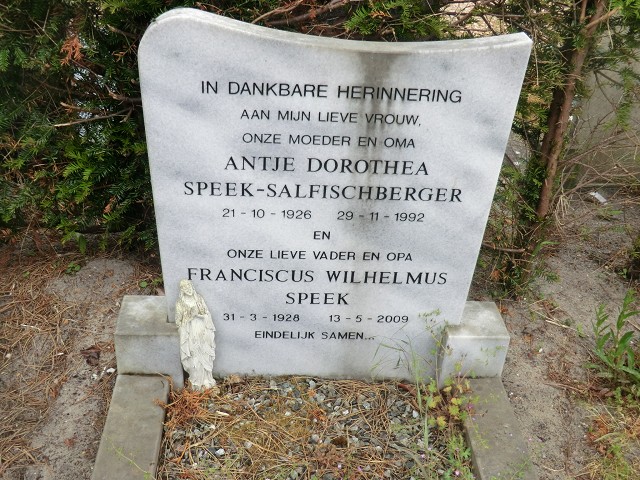 IN DANKBARE HERINNERING
AAN MIJN LIEVE VROUW,
ONZE MOEDER EN OMA
ANTJE DOROTHEA
SPEEK-SALFISCHBERGER
21-10-1926 29-11-1992
EN
ONZE LIEVE VADER EN OPA
FRANCISCUS WILHELMUS
SPEEK
31-3-1928 13-5-2009
EINDELIJK SAMEN...